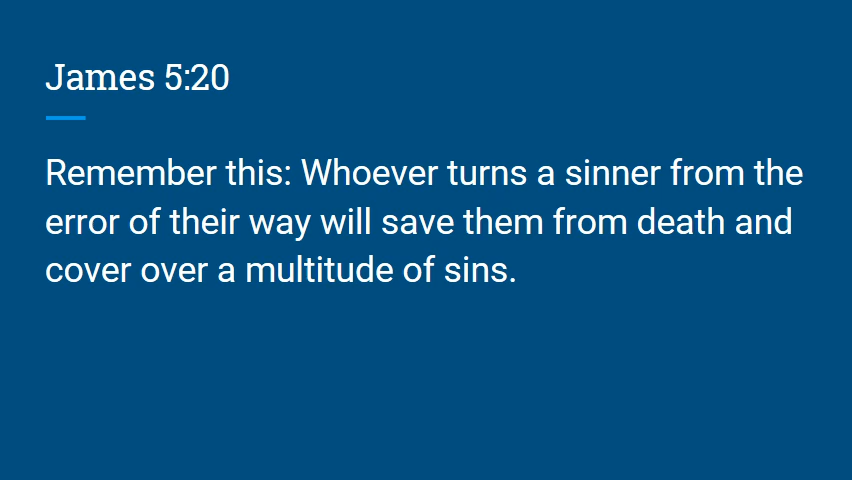 James 5:20
Remember this: Whoever turns a sinner from the
error of their way will save them from death and
cover over a multitude of sins.